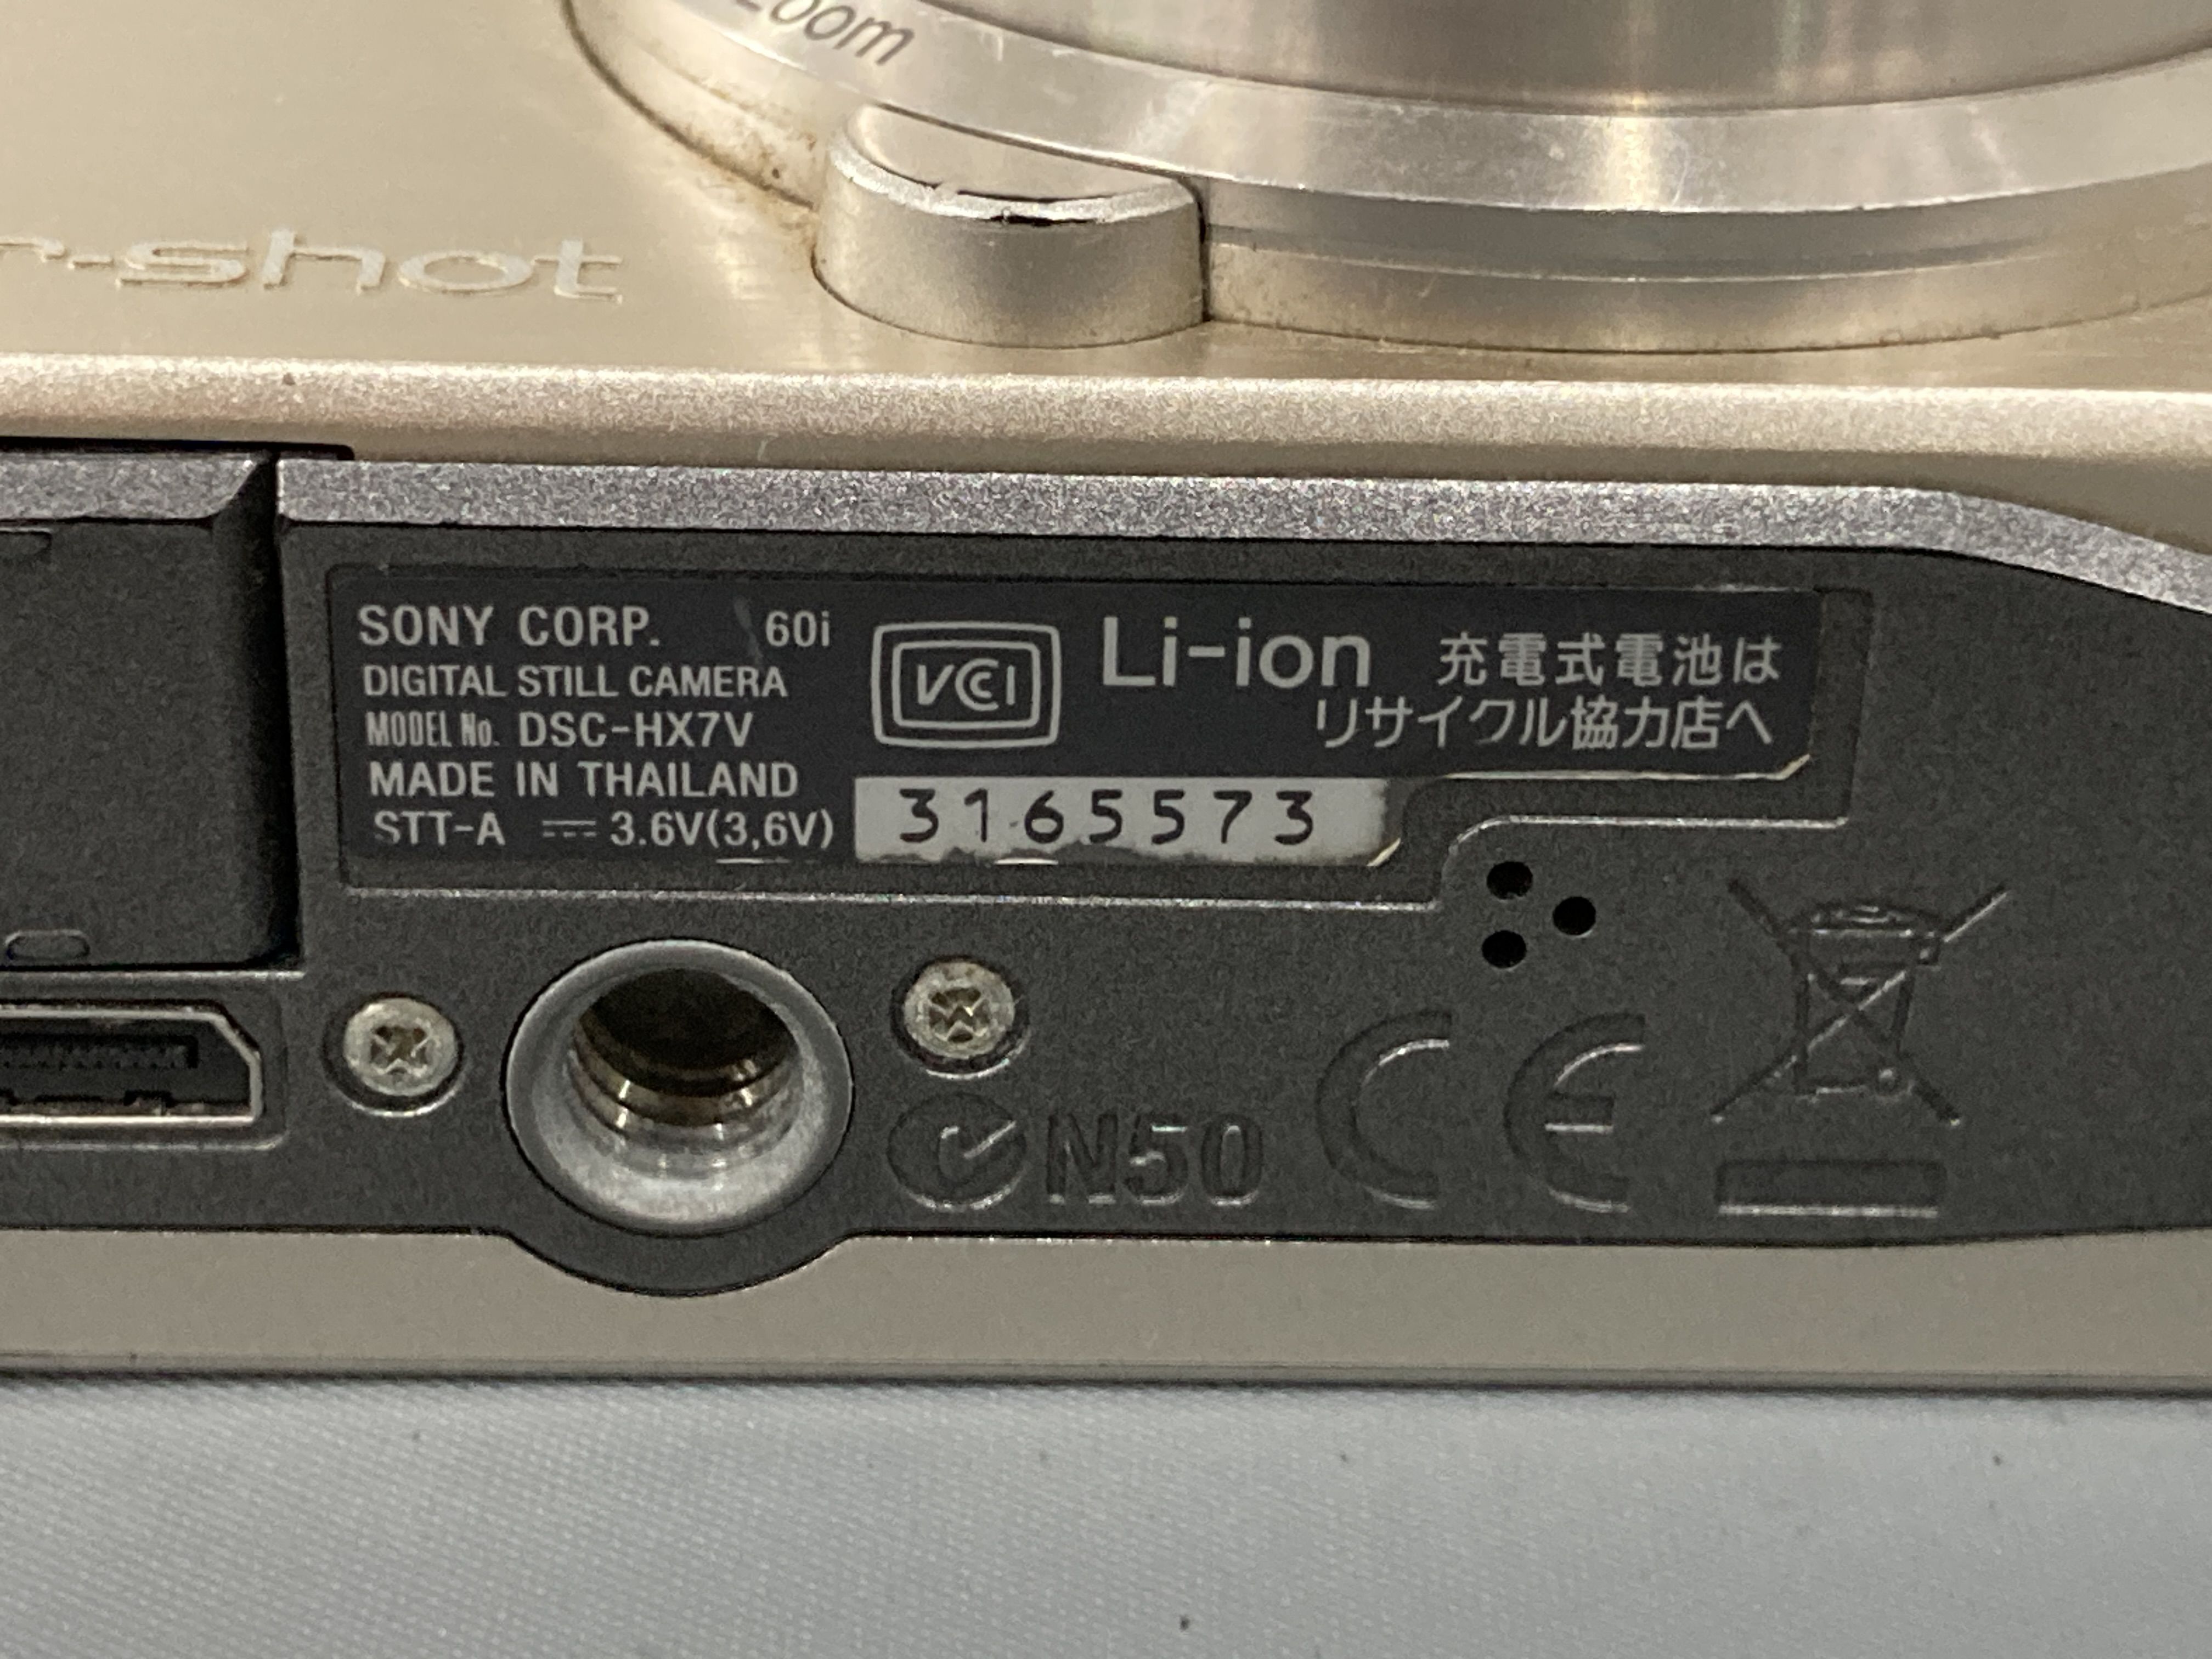 Zoom
r-shot
SONY CORP. 60i
DIGITAL STILL CAMERA
MODEL No. DSC-HX7V
MADE IN THAILAND
STT-A ⎓ 3.6V(3,6V)
VCCI
Li-ion 充電式電池は
リサイクル協力店へ
3165573
N50
CE